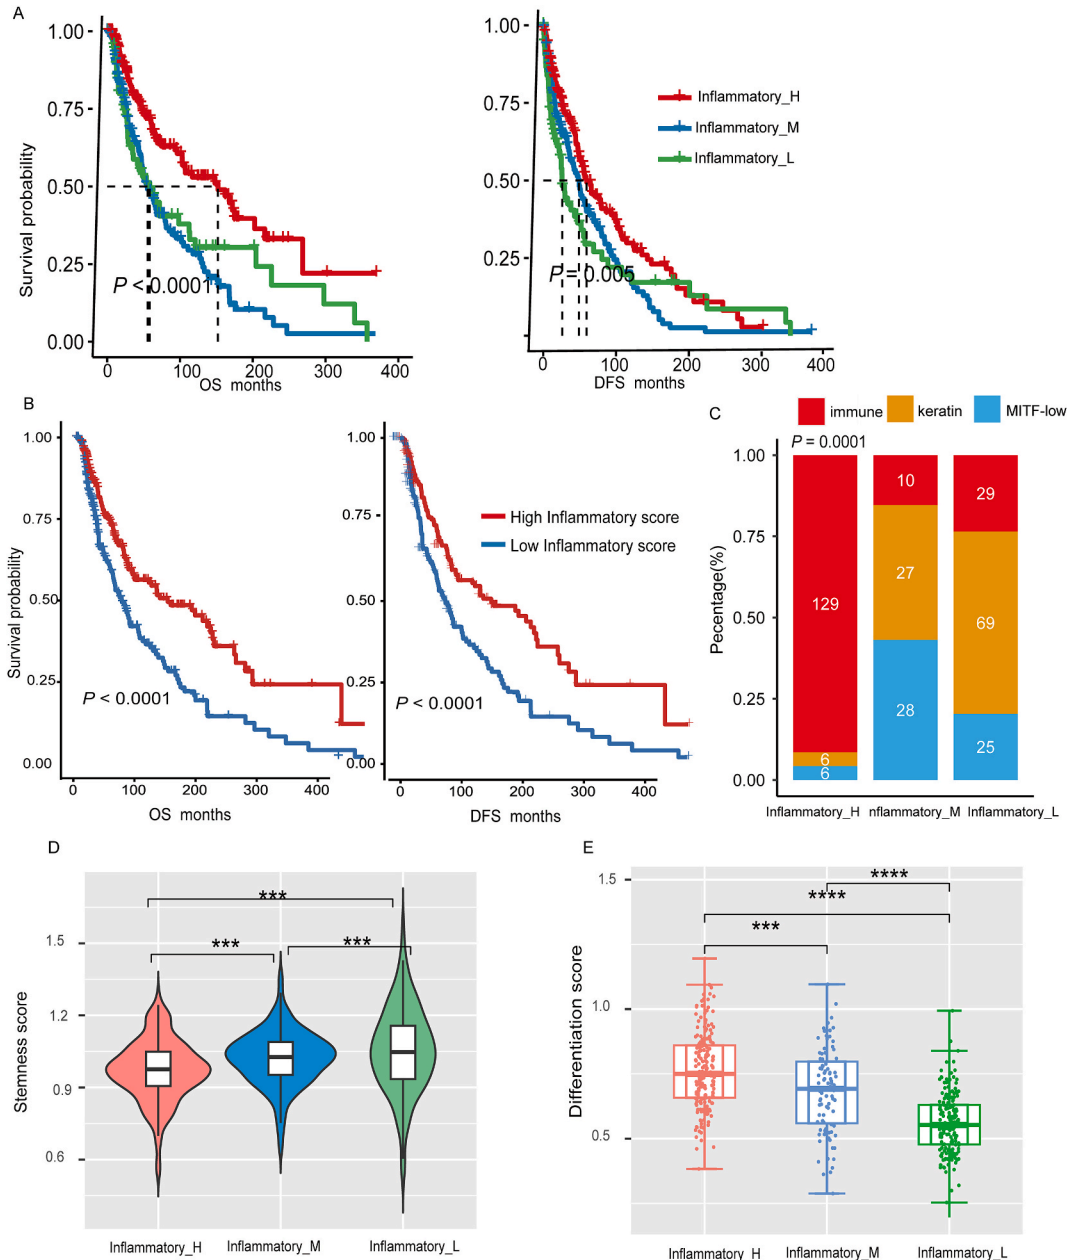 A
Survival probability
1.00
0.75
0.50
0.25
0.00
P < 0.0001
0
100
200
300
400
OS months
1.00
0.75
0.50
0.25
P = 0.005
0
100
200
300
400
DFS months
Inflammatory_H
Inflammatory_M
Inflammatory_L
B
Survival probability
1.00
0.75
0.50
0.25
0.00
P < 0.0001
0
100
200
300
400
OS months
1.00
0.75
0.50
0.25
0.00
P < 0.0001
0
100
200
300
400
DFS months
High Inflammatory score
Low Inflammatory score
C
immune
keratin
MITF-low
P = 0.0001
Pecentage(%)
1.00
0.75
0.50
0.25
0.00
129
6
6
10
27
28
29
69
25
Inflammatory_H
nflammatory_M
Inflammatory_L
D
Stemness score
1.5
1.2
0.9
0.6
***
***
***
Inflammatory_H
Inflammatory_M
Inflammatory_L
E
Differentiation score
1.5
1.0
0.5
****
****
***
Inflammatory_H
Inflammatory_M
Inflammatory_L